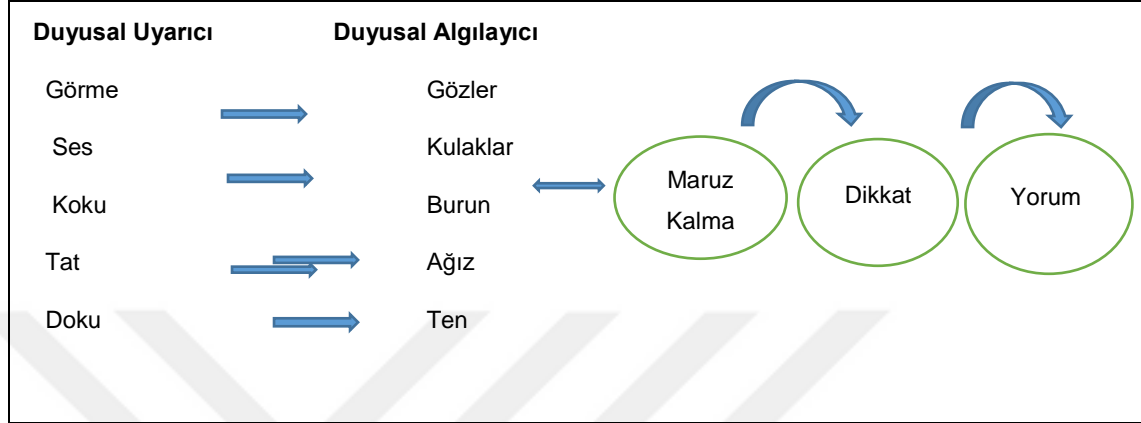 Duyusal Uyarıcı Duyusal Algılayıcı
Görme Gözler
Ses Kulaklar
Koku Burun
Tat Ağız
Doku Ten
Maruz
Kalma
Dikkat
Yorum